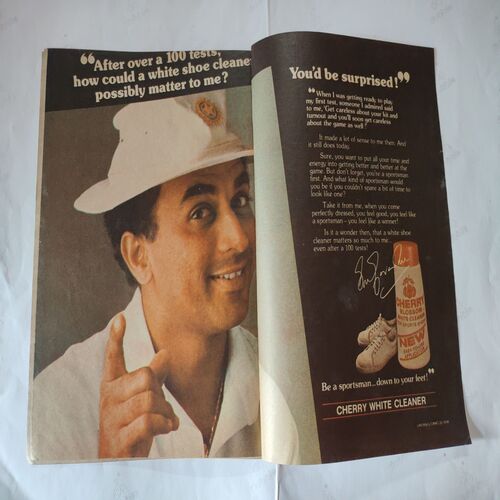 “After over a 100 tests,
how could a white shoe cleaner
possibly matter to me?
You'd be surprised!”
“When I was getting ready to play
my first test, someone I admired said
to me, 'Get careless about your kit and
turnout and you'll soon get careless
about the game as well.'
It made a lot of sense to me then. And
it still does today.
Sure, you want to put all your time and
energy into getting better and better at the
game. But don't forget, you're a sportsman
first. And what kind of sportsman would
you be if you couldn't spare a bit of time to
look like one?
Take it from me, when you come
perfectly dressed, you feel good, you feel like
a sportsman - you feel like a winner!
Is it a wonder then, that a white shoe
cleaner matters so much to me...
even after a 100 tests!
CHERRY
BLOSSOM
WHITE CLEANER
NEW
Be a sportsman...down to your feet!”
CHERRY WHITE CLEANER